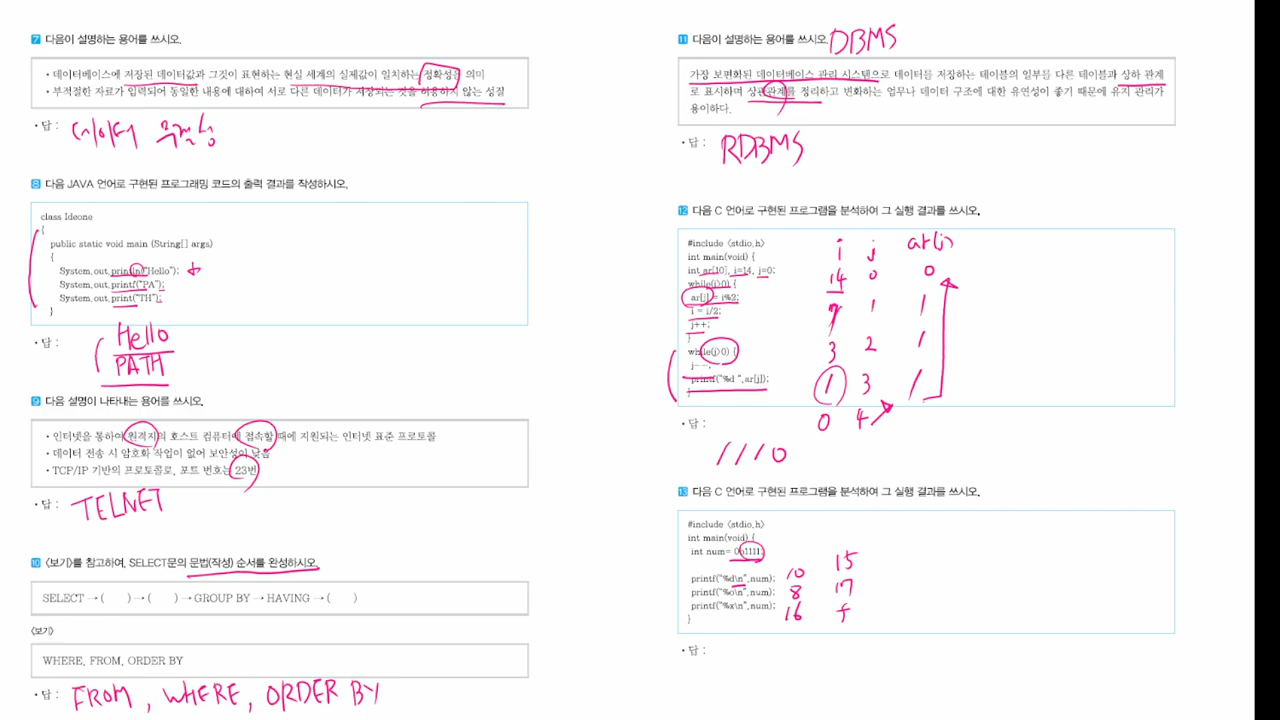 7 다음이 설명하는 용어를 쓰시오.
• 데이터베이스에 저장된 데이터값과 그것이 표현하는 현실 세계의 실제값이 일치하는 정확성을 의미
• 부적절한 자료가 입력되어 동일한 내용에 대하여 서로 다른 데이터가 저장되는 것을 허용하지 않는 성질
• 답 : 데이터 무결성
8 다음 JAVA 언어로 구현된 프로그래밍 코드의 출력 결과를 작성하시오.
class Ideone
{
public static void main (String[] args)
{
System.out.println("Hello");
System.out.printf("PA");
System.out.print("TH");
}
• 답 : Hello
PATH
9 다음 설명이 나타내는 용어를 쓰시오.
• 인터넷을 통하여 원격지의 호스트 컴퓨터에 접속할 때에 지원되는 인터넷 표준 프로토콜
• 데이터 전송 시 암호화 작업이 없어 보안성이 낮음
• TCP/IP 기반의 프로토콜로, 포트 번호는 23번
• 답 : TELNET
10 〈보기〉를 참고하여, SELECT문의 문법(작성) 순서를 완성하시오.
SELECT →( ) →( ) →GROUP BY →HAVING →( )
〈보기〉
WHERE, FROM, ORDER BY
• 답 : FROM, WHERE, ORDER BY
11 다음이 설명하는 용어를 쓰시오. DBMS
가장 보편화된 데이터베이스 관리 시스템으로 데이터를 저장하는 테이블의 일부를 다른 테이블과 상하 관계
로 표시하며 상관관계를 정리하고 변화하는 업무나 데이터 구조에 대한 유연성이 좋기 때문에 유지 관리가
용이하다.
• 답 : RDBMS
12 다음 C 언어로 구현된 프로그램을 분석하여 그 실행 결과를 쓰시오.
#include <stdio.h> i j ar(j)
int main(void) {
int ar[10], i=14, j=0; 14 0 0
while(i>0) {
ar[j] = i%2; 7 1 1
i = i/2;
j++;
} 3 2 1
while(j>0) {
j--;
printf("%d ",ar[j]); 1 3 1
}
0 4
• 답 : 1110
13 다음 C 언어로 구현된 프로그램을 분석하여 그 실행 결과를 쓰시오.
#include <stdio.h>
int main(void) {
int num= 0b1111;
printf("%d\n",num); 10 15
printf("%o\n",num); 8 17
printf("%x\n",num); 16 f
}
• 답 :